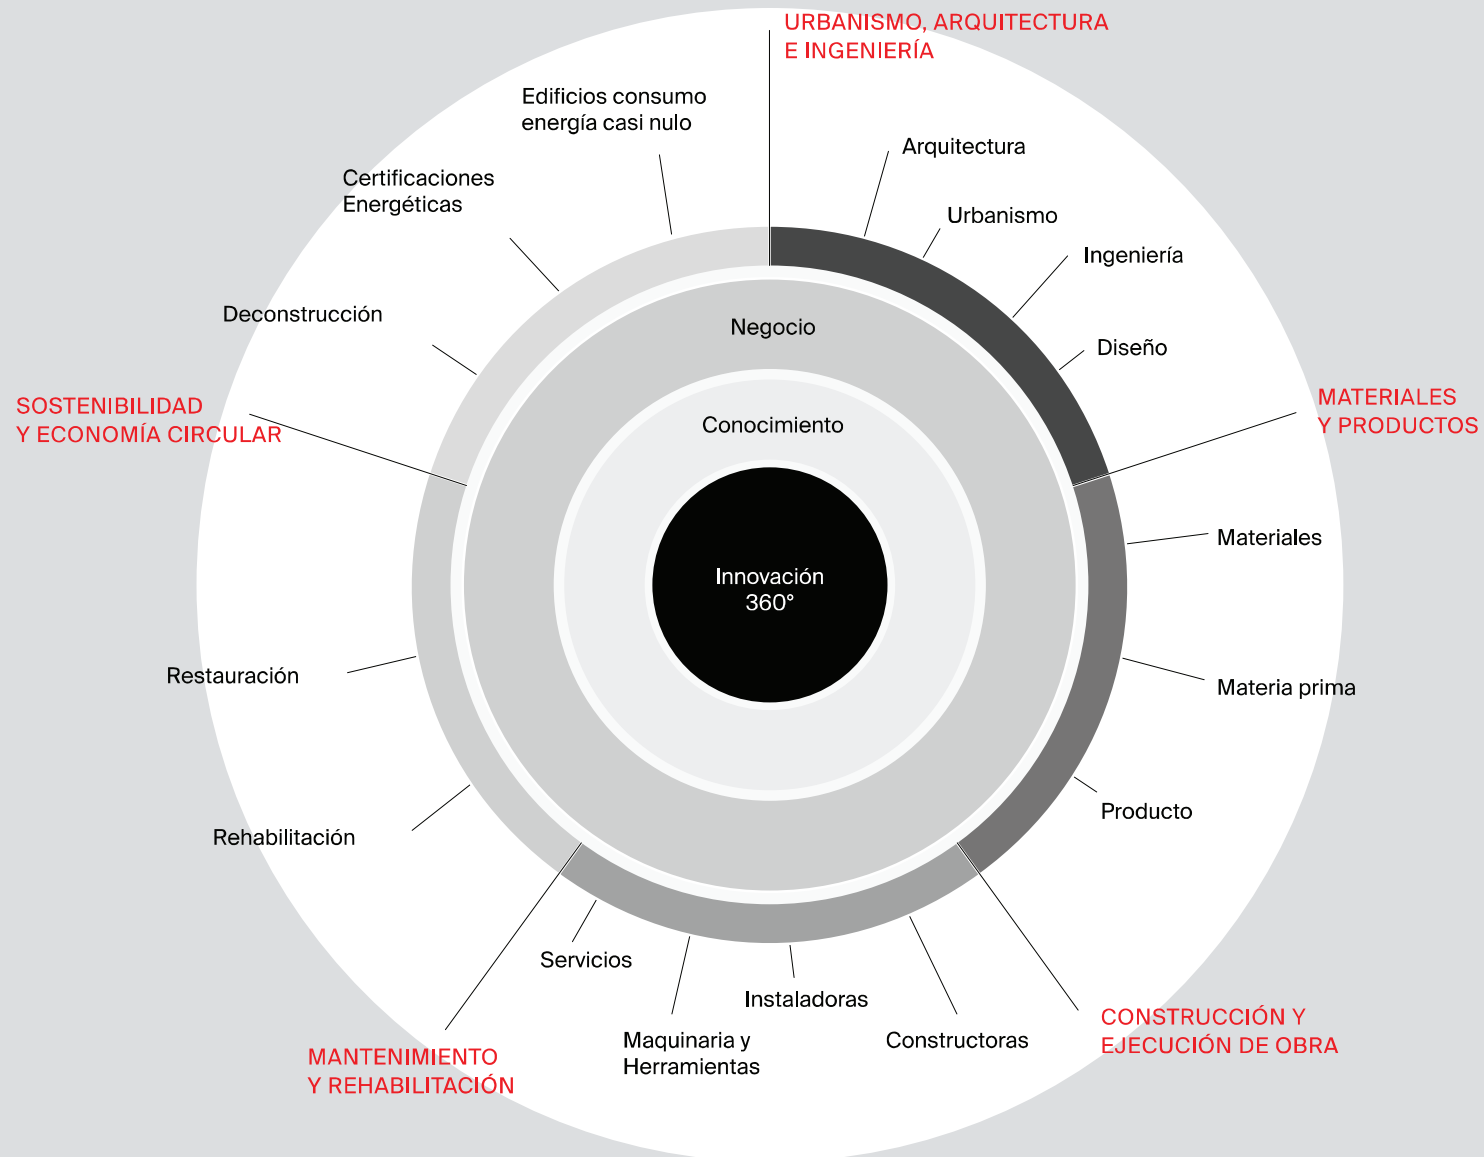 URBANISMO, ARQUITECTURA
E INGENIERÍA
Arquitectura
Urbanismo
Ingeniería
Diseño
MATERIALES
Y PRODUCTOS
Materiales
Materia prima
Producto
CONSTRUCCIÓN Y
EJECUCIÓN DE OBRA
Constructoras
Instaladoras
Maquinaria y
Herramientas
Servicios
MANTENIMIENTO
Y REHABILITACIÓN
Rehabilitación
Restauración
SOSTENIBILIDAD
Y ECONOMÍA CIRCULAR
Deconstrucción
Certificaciones
Energéticas
Edificios consumo
energía casi nulo
Negocio
Conocimiento
Innovación
360°